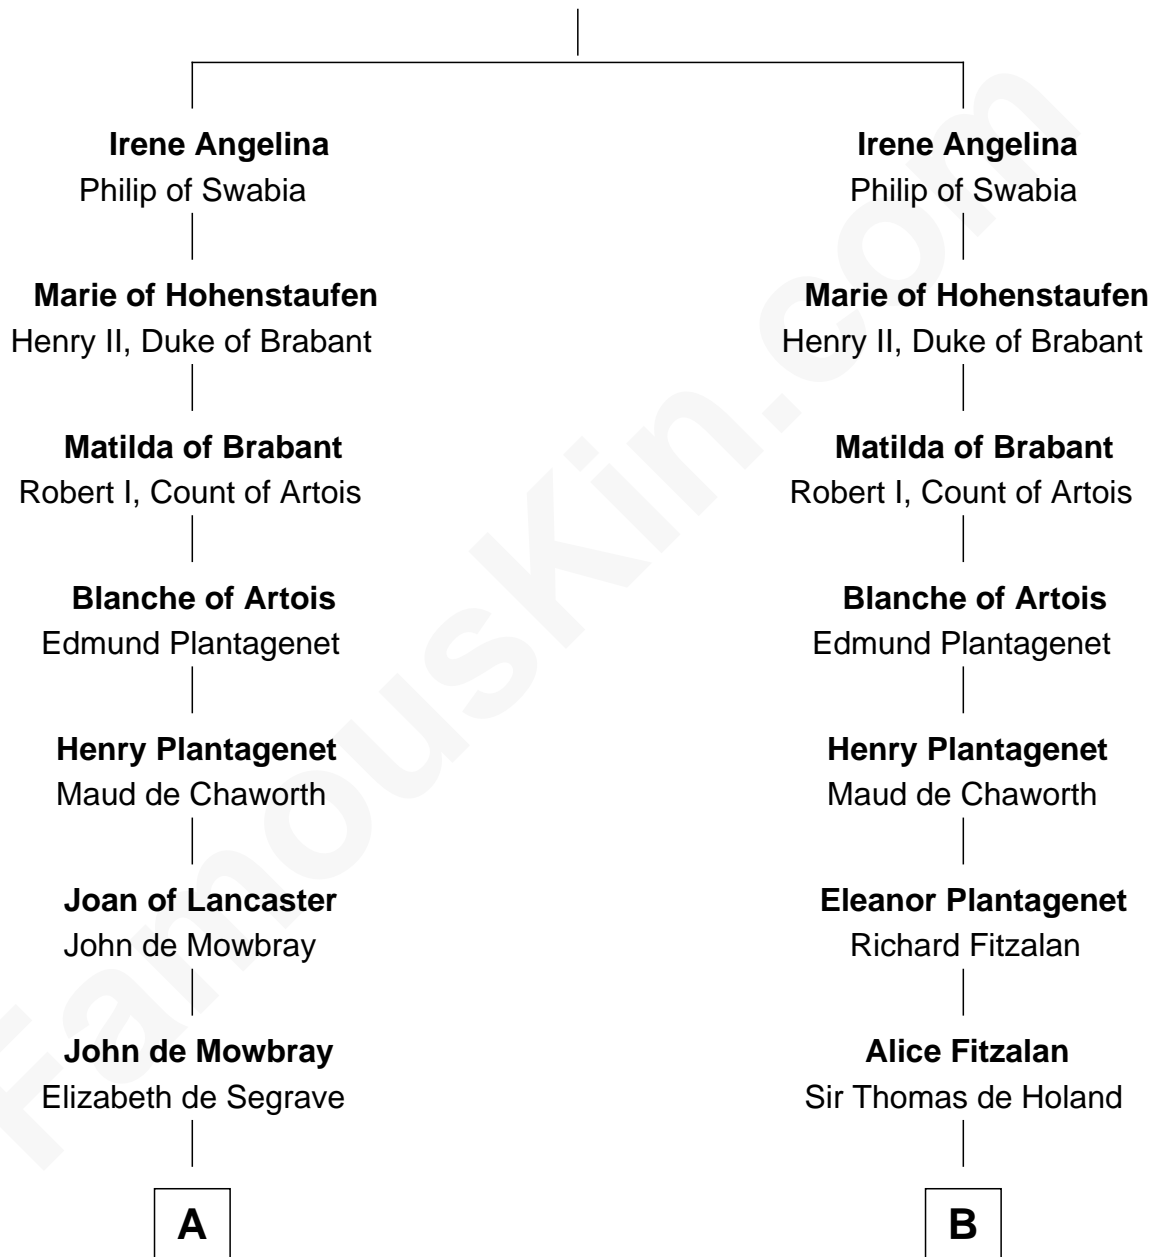 Irene Angelina
Philip of Swabia
Marie of Hohenstaufen
Henry II, Duke of Brabant
Matilda of Brabant
Robert I, Count of Artois
Blanche of Artois
Edmund Plantagenet
Henry Plantagenet
Maud de Chaworth
Joan of Lancaster
John de Mowbray
John de Mowbray
Elizabeth de Segrave
A
Irene Angelina
Philip of Swabia
Marie of Hohenstaufen
Henry II, Duke of Brabant
Matilda of Brabant
Robert I, Count of Artois
Blanche of Artois
Edmund Plantagenet
Henry Plantagenet
Maud de Chaworth
Eleanor Plantagenet
Richard Fitzalan
Alice Fitzalan
Sir Thomas de Holand
B
FamousKin.com